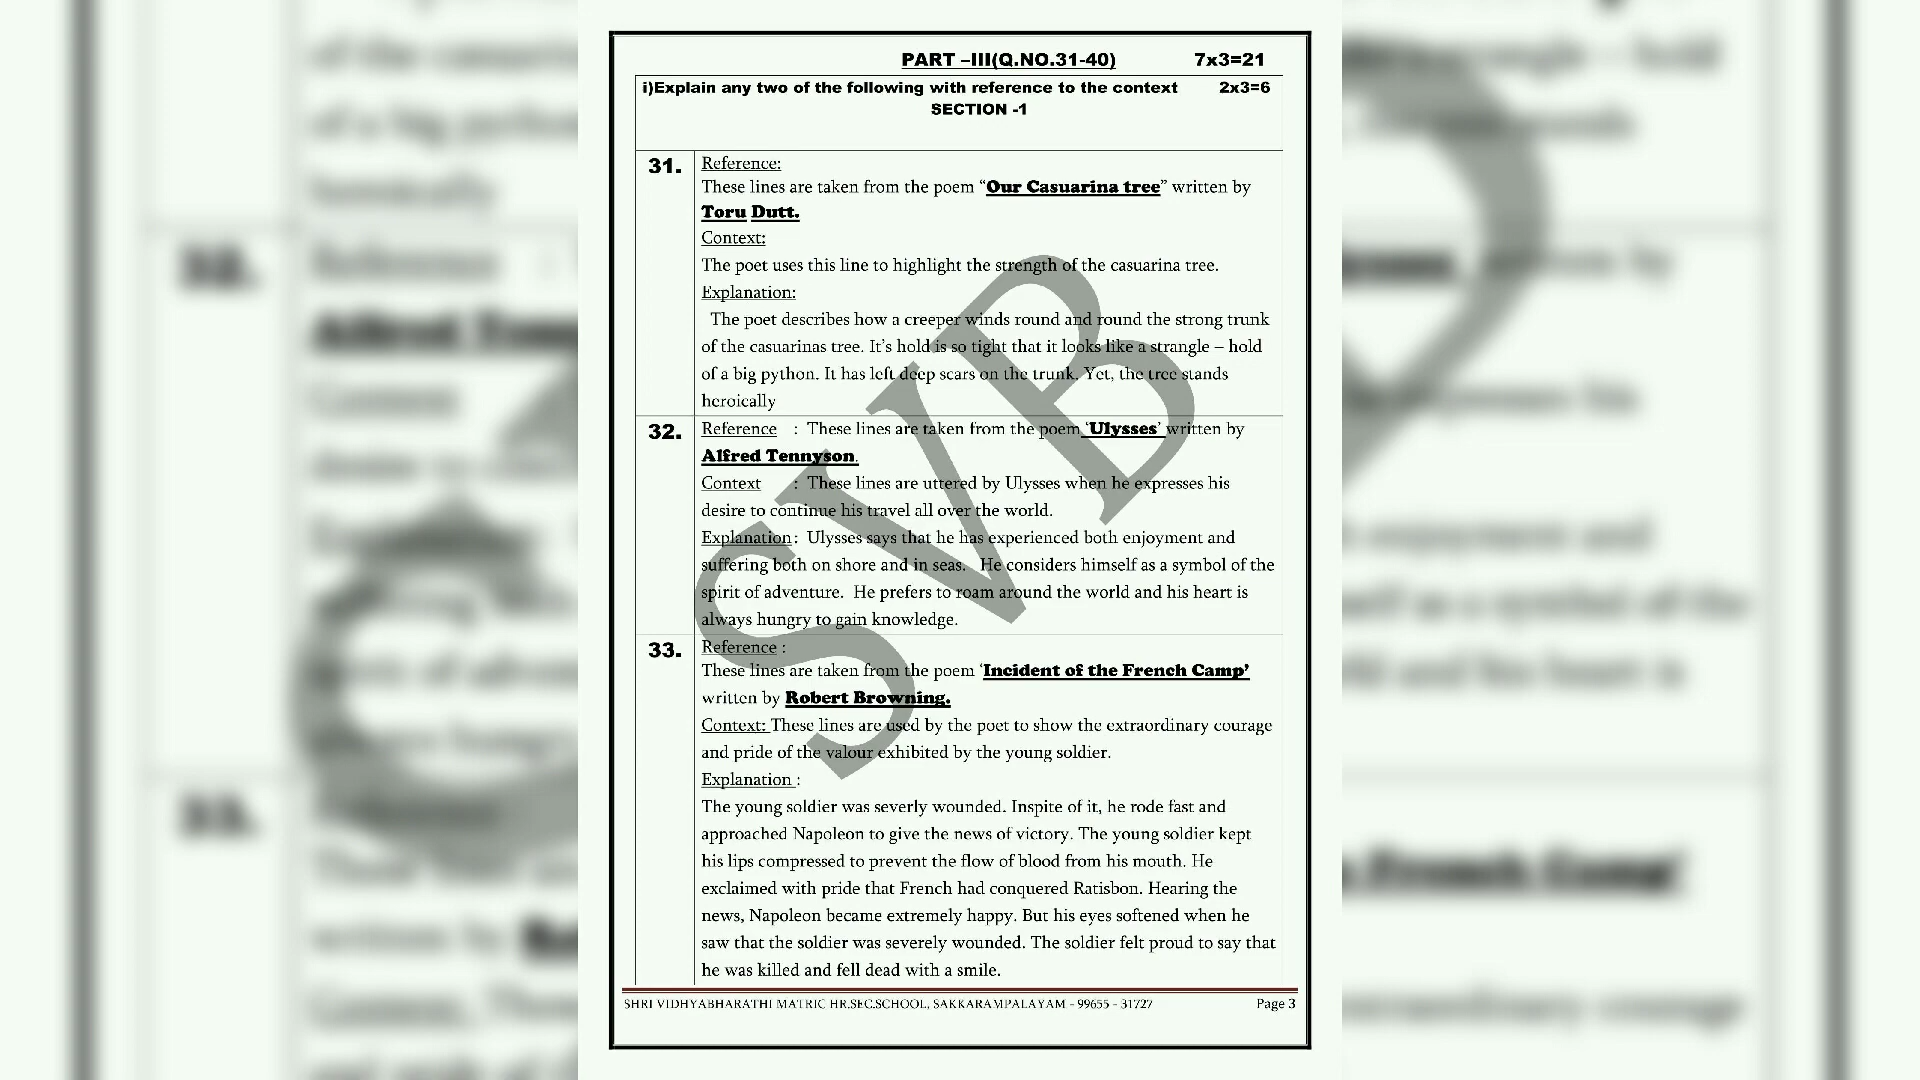 PART –III(Q.NO.31-40) 7x3=21
i)Explain any two of the following with reference to the context 2x3=6
SECTION -1
31. Reference:
These lines are taken from the poem “Our Casuarina tree” written by
Toru Dutt.
Context:
The poet uses this line to highlight the strength of the casuarina tree.
Explanation:
The poet describes how a creeper winds round and round the strong trunk
of the casuarinas tree. It’s hold is so tight that it looks like a strangle – hold
of a big python. It has left deep scars on the trunk. Yet, the tree stands
heroically
32. Reference : These lines are taken from the poem ‘Ulysses’ written by
Alfred Tennyson.
Context : These lines are uttered by Ulysses when he expresses his
desire to continue his travel all over the world.
Explanation: Ulysses says that he has experienced both enjoyment and
suffering both on shore and in seas. He considers himself as a symbol of the
spirit of adventure. He prefers to roam around the world and his heart is
always hungry to gain knowledge.
33. Reference :
These lines are taken from the poem ‘Incident of the French Camp’
written by Robert Browning.
Context: These lines are used by the poet to show the extraordinary courage
and pride of the valour exhibited by the young soldier.
Explanation :
The young soldier was severly wounded. Inspite of it, he rode fast and
approached Napoleon to give the news of victory. The young soldier kept
his lips compressed to prevent the flow of blood from his mouth. He
exclaimed with pride that French had conquered Ratisbon. Hearing the
news, Napoleon became extremely happy. But his eyes softened when he
saw that the soldier was severely wounded. The soldier felt proud to say that
he was killed and fell dead with a smile.
SVB
SHRI VIDHYABHARATHI MATRIC HR.SEC.SCHOOL, SAKKARAMPALAYAM - 99655 - 31727 Page 3